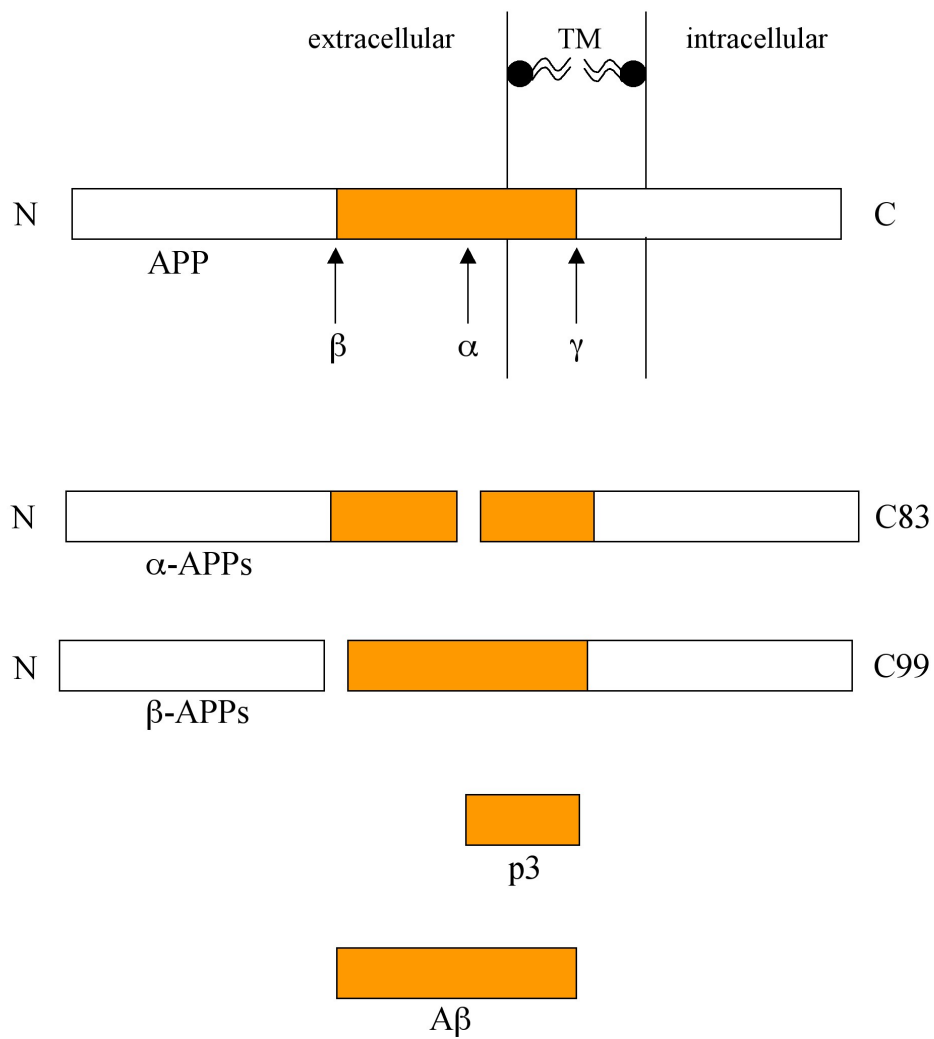 extracellular TM intracellular
N C
APP
β α γ
N C83
α-APPs
N C99
β-APPs
p3
Aβ